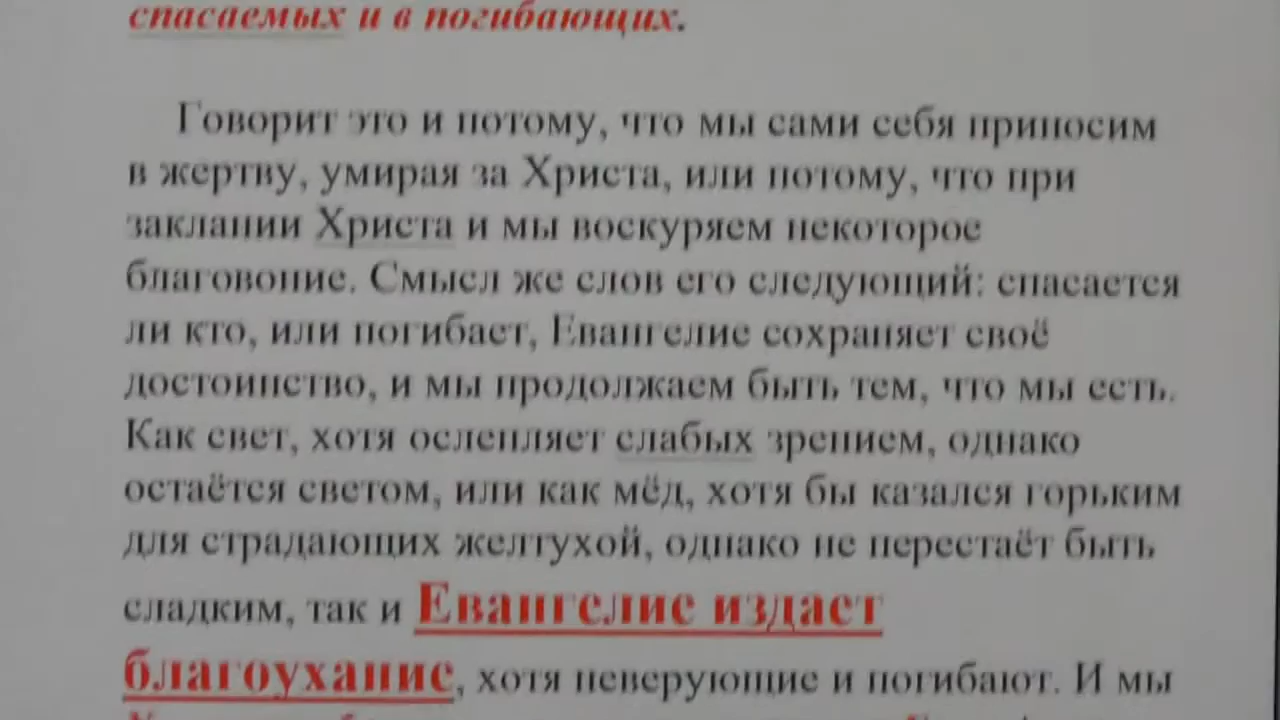 спасаемых и в погибающих.
Говорит это и потому, что мы сами себя приносим
в жертву, умирая за Христа, или потому, что при
заклании Христа и мы воскуряем некоторое
благовоние. Смысл же слов его следующий: спасается
ли кто, или погибает, Евангелие сохраняет своё
достоинство, и мы продолжаем быть тем, что мы есть.
Как свет, хотя ослепляет слабых зрением, однако
остаётся светом, или как мёд, хотя бы казался горьким
для страдающих желтухой, однако не перестаёт быть
сладким, так и Евангелие издает
благоухание, хотя неверующие и погибают. И мы